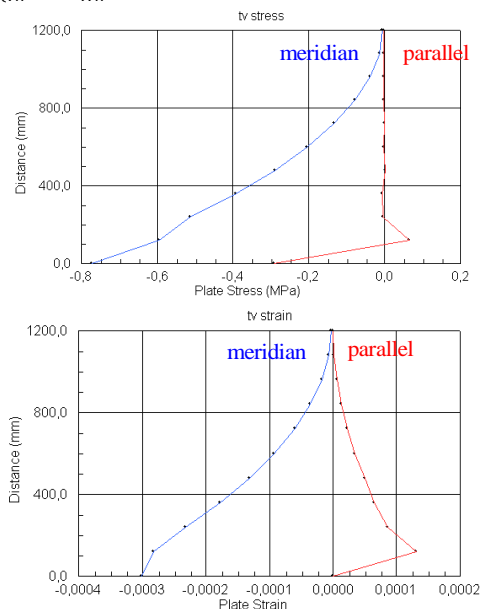 tv stress
1200,0
meridian parallel
800,0
Distance (mm)
400,0
0,0
-0,8 -0,6 -0,4 -0,2 0,0 0,2
Plate Stress (MPa)
tv strain
1200,0
meridian parallel
800,0
Distance (mm)
400,0
0,0
-0,0004 -0,0003 -0,0002 -0,0001 0,0000 0,0001 0,0002
Plate Strain